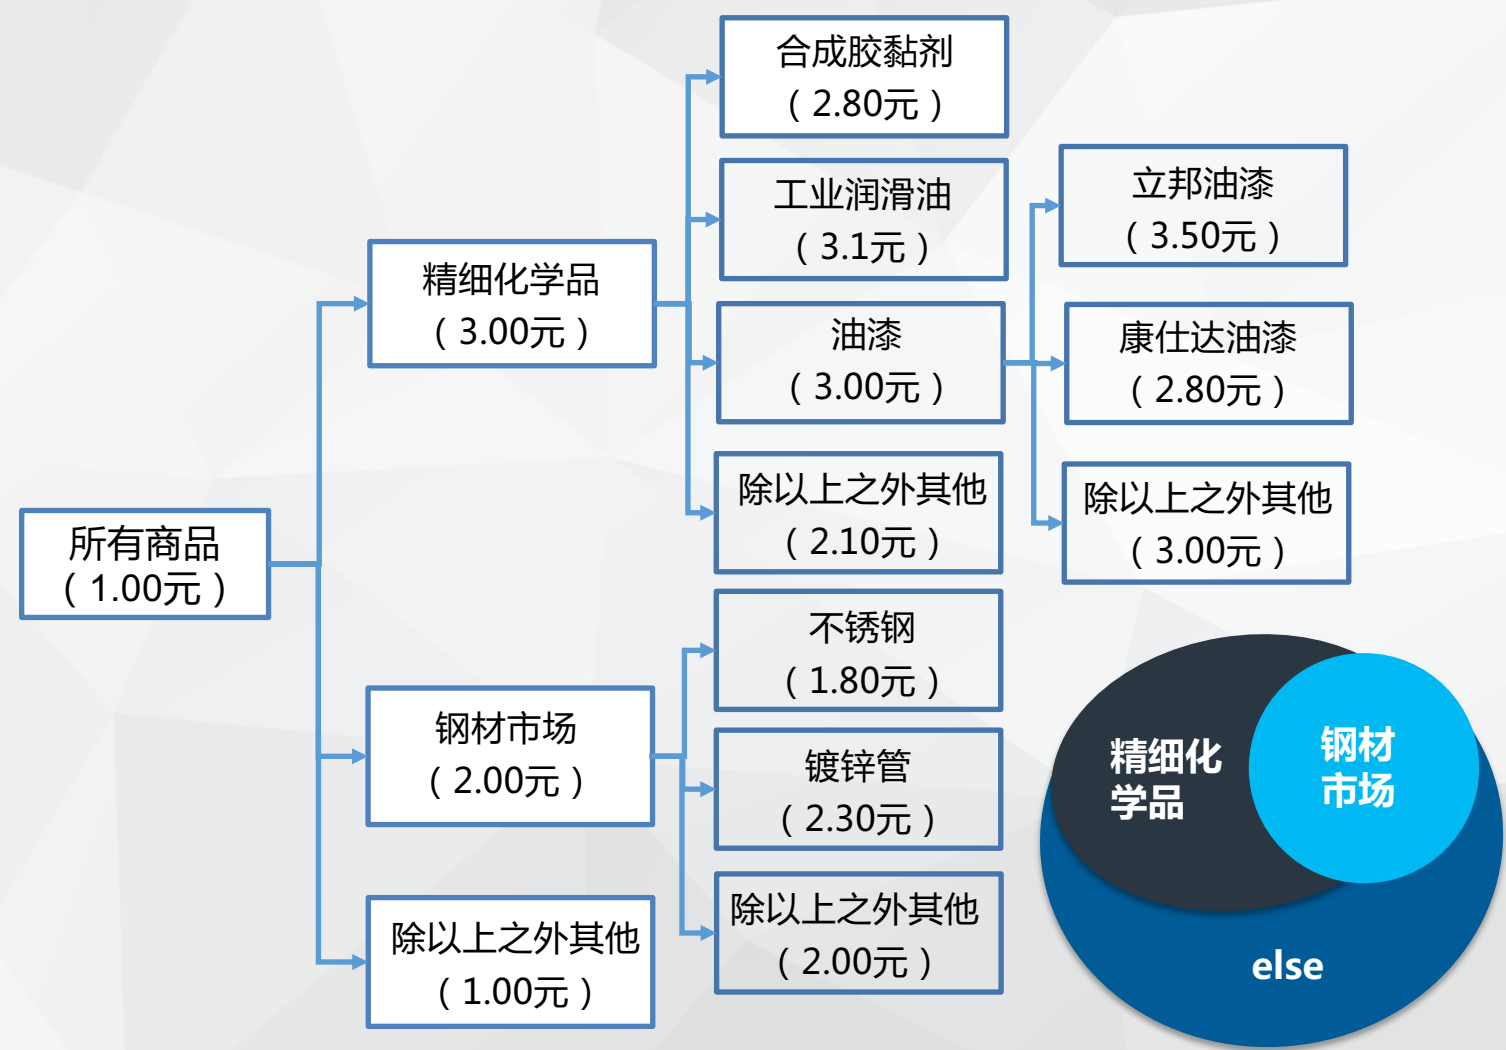 所有商品
（1.00元）
精细化学品
（3.00元）
钢材市场
（2.00元）
除以上之外其他
（1.00元）
合成胶黏剂
（2.80元）
工业润滑油
（3.1元）
油漆
（3.00元）
除以上之外其他
（2.10元）
不锈钢
（1.80元）
镀锌管
（2.30元）
除以上之外其他
（2.00元）
立邦油漆
（3.50元）
康仕达油漆
（2.80元）
除以上之外其他
（3.00元）
精细化
学品
钢材
市场
else